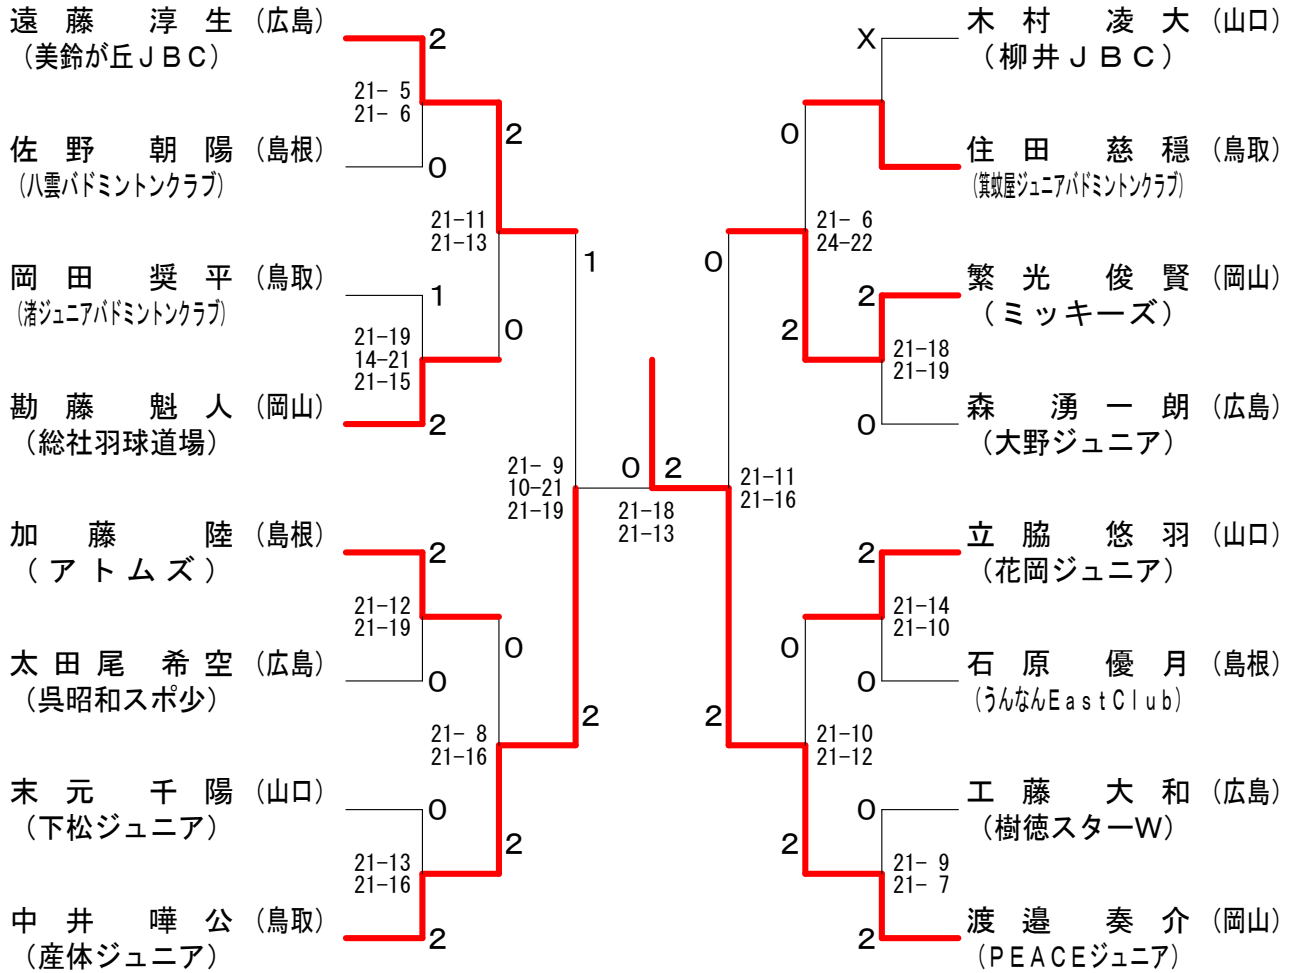 遠藤 淳生 (広島)
(美鈴が丘JBC)
2
21- 5
21- 6
佐野 朝陽 (島根)
(八雲バドミントンクラブ)
0
2
21-11
21-13
岡田 奨平 (鳥取)
(渚ジュニアバドミントンクラブ)
1
21-19
14-21
21-15
0
勘藤 魁人 (岡山)
(総社羽球道場)
2
1
21- 9
10-21
21-19
加藤 陸 (島根)
(アトムズ)
2
21-12
21-19
太田尾 希空 (広島)
(呉昭和スポ少)
0
0
21- 8
21-16
2
末元 千陽 (山口)
(下松ジュニア)
0
21-13
21-16
2
中井 嘩公 (鳥取)
(産体ジュニア)
2
0 2
21-18
21-13
木村 凌大 (山口)
(柳井JBC)
X
0
住田 慈穏 (鳥取)
(箕蚊屋ジュニアバドミントンクラブ)
21- 6
24-22
0
繁光 俊賢 (岡山)
(ミッキーズ)
2
2
21-18
21-19
森 湧一朗 (広島)
(大野ジュニア)
0
21-11
21-16
立脇 悠羽 (山口)
(花岡ジュニア)
2
21-14
21-10
0
石原 優月 (島根)
(うんなんEastClub)
0
2
21-10
21-12
工藤 大和 (広島)
(樹徳スターW)
0
2
21- 9
21- 7
渡邉 奏介 (岡山)
(PEACEジュニア)
2